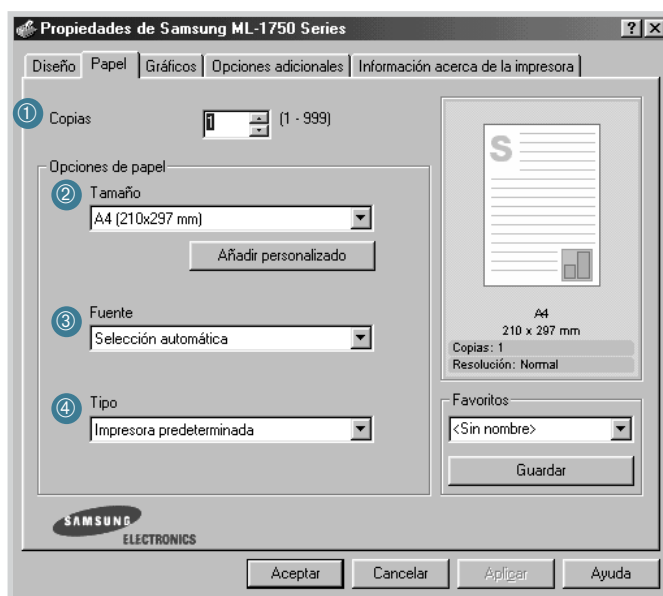 Propiedades de Samsung ML-1750 Series
Diseño Papel Gráficos Opciones adicionales Información acerca de la impresora
① Copias 1 (1 - 999)
Opciones de papel
② Tamaño
A4 (210x297 mm)
Añadir personalizado
③ Fuente
Selección automática
④ Tipo
Impresora predeterminada
S
A4
210 x 297 mm
Copias: 1
Resolución: Normal
Favoritos
<Sin nombre>
Guardar
SAMSUNG
ELECTRONICS
Aceptar Cancelar Aplicar Ayuda